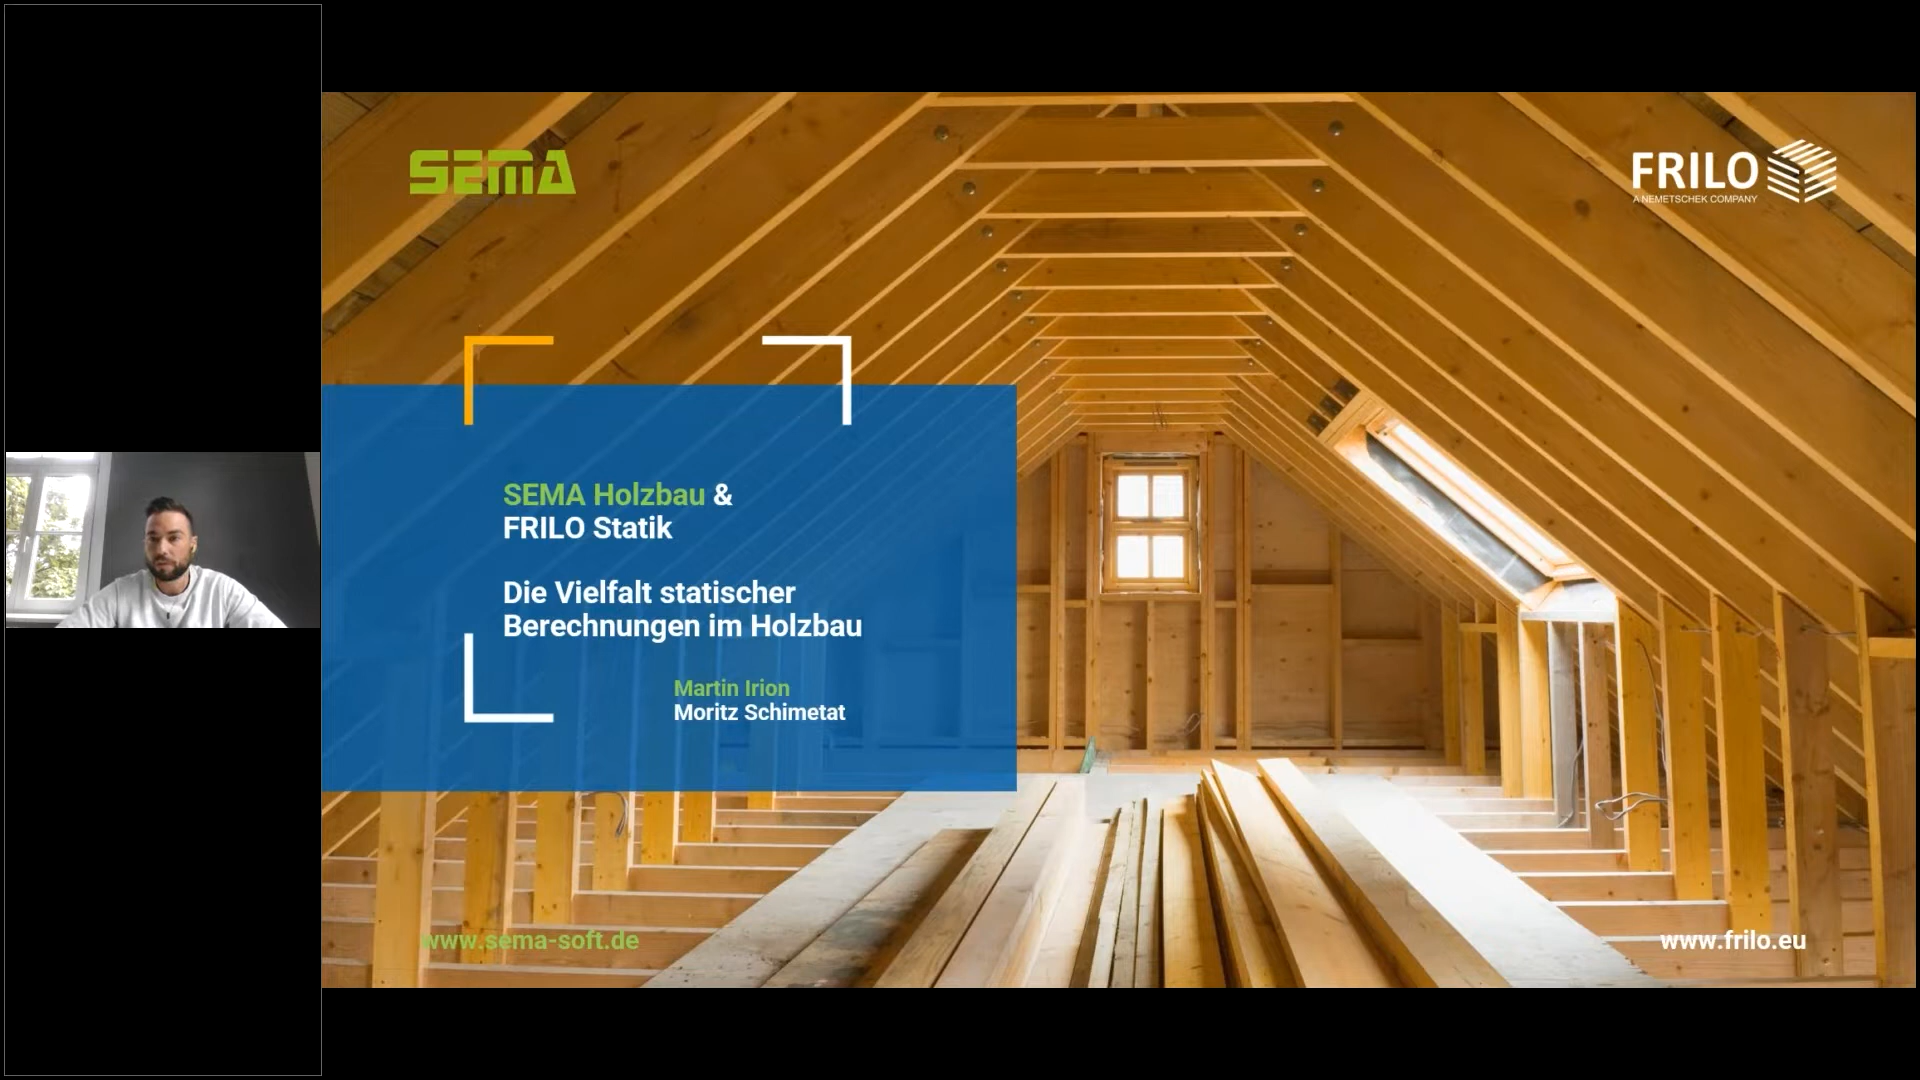 SEMA
FRILO
A NEMETSCHEK COMPANY
SEMA Holzbau &
FRILO Statik
Die Vielfalt statischer
Berechnungen im Holzbau
Martin Irion
Moritz Schimetat
www.sema-soft.de
www.frilo.eu